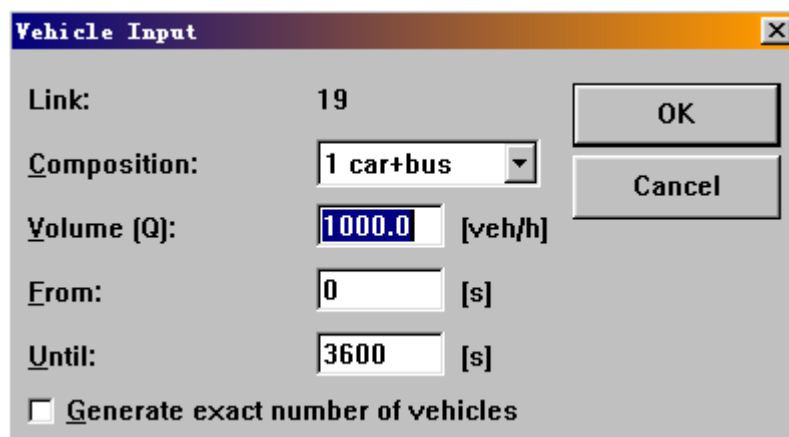 Vehicle Input
Link: 19
Composition: 1 car+bus
Volume (Q): 1000.0 [veh/h]
From: 0 [s]
Until: 3600 [s]
Generate exact number of vehicles
OK
Cancel